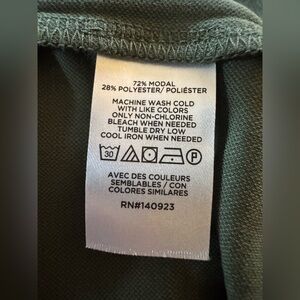 72% MODAL
28% POLYESTER/ POLIÉSTER
MACHINE WASH COLD
WITH LIKE COLORS
ONLY NON-CHLORINE
BLEACH WHEN NEEDED
TUMBLE DRY LOW
COOL IRON WHEN NEEDED
30 P
AVEC DES COULEURS
SEMBLABLES / CON
COLORES SIMILARES
RN#140923